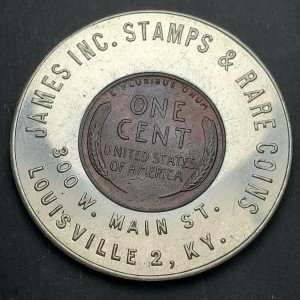 JAMES INC. STAMPS & RARE COINS
300 W. MAIN ST.
LOUISVILLE 2, KY.
E PLURIBUS UNUM
ONE
CENT
UNITED STATES
OF AMERICA